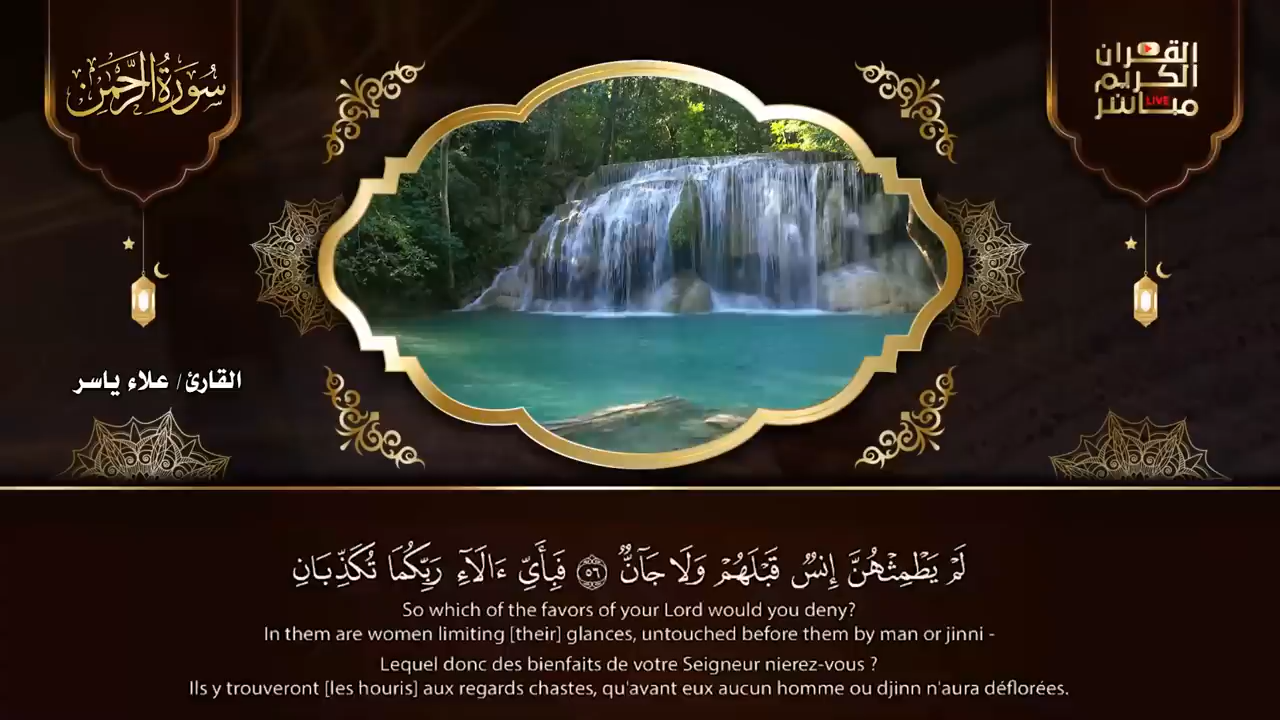 سُورَةُ الرَّحْمَٰن
القرآن
الكريم
مباشر
LIVE
القارئ/ علاء ياسر
لَمْ يَطْمِثْهُنَّ إِنسٌ قَبْلَهُمْ وَلَا جَآنٌّ ٥٦ فَبِأَيِّ ءَالَآءِ رَبِّكُمَا تُكَذِّبَانِ
So which of the favors of your Lord would you deny?
In them are women limiting [their] glances, untouched before them by man or jinni -
Lequel donc des bienfaits de votre Seigneur nierez-vous ?
Ils y trouveront [les houris] aux regards chastes, qu'avant eux aucun homme ou djinn n'aura déflorées.